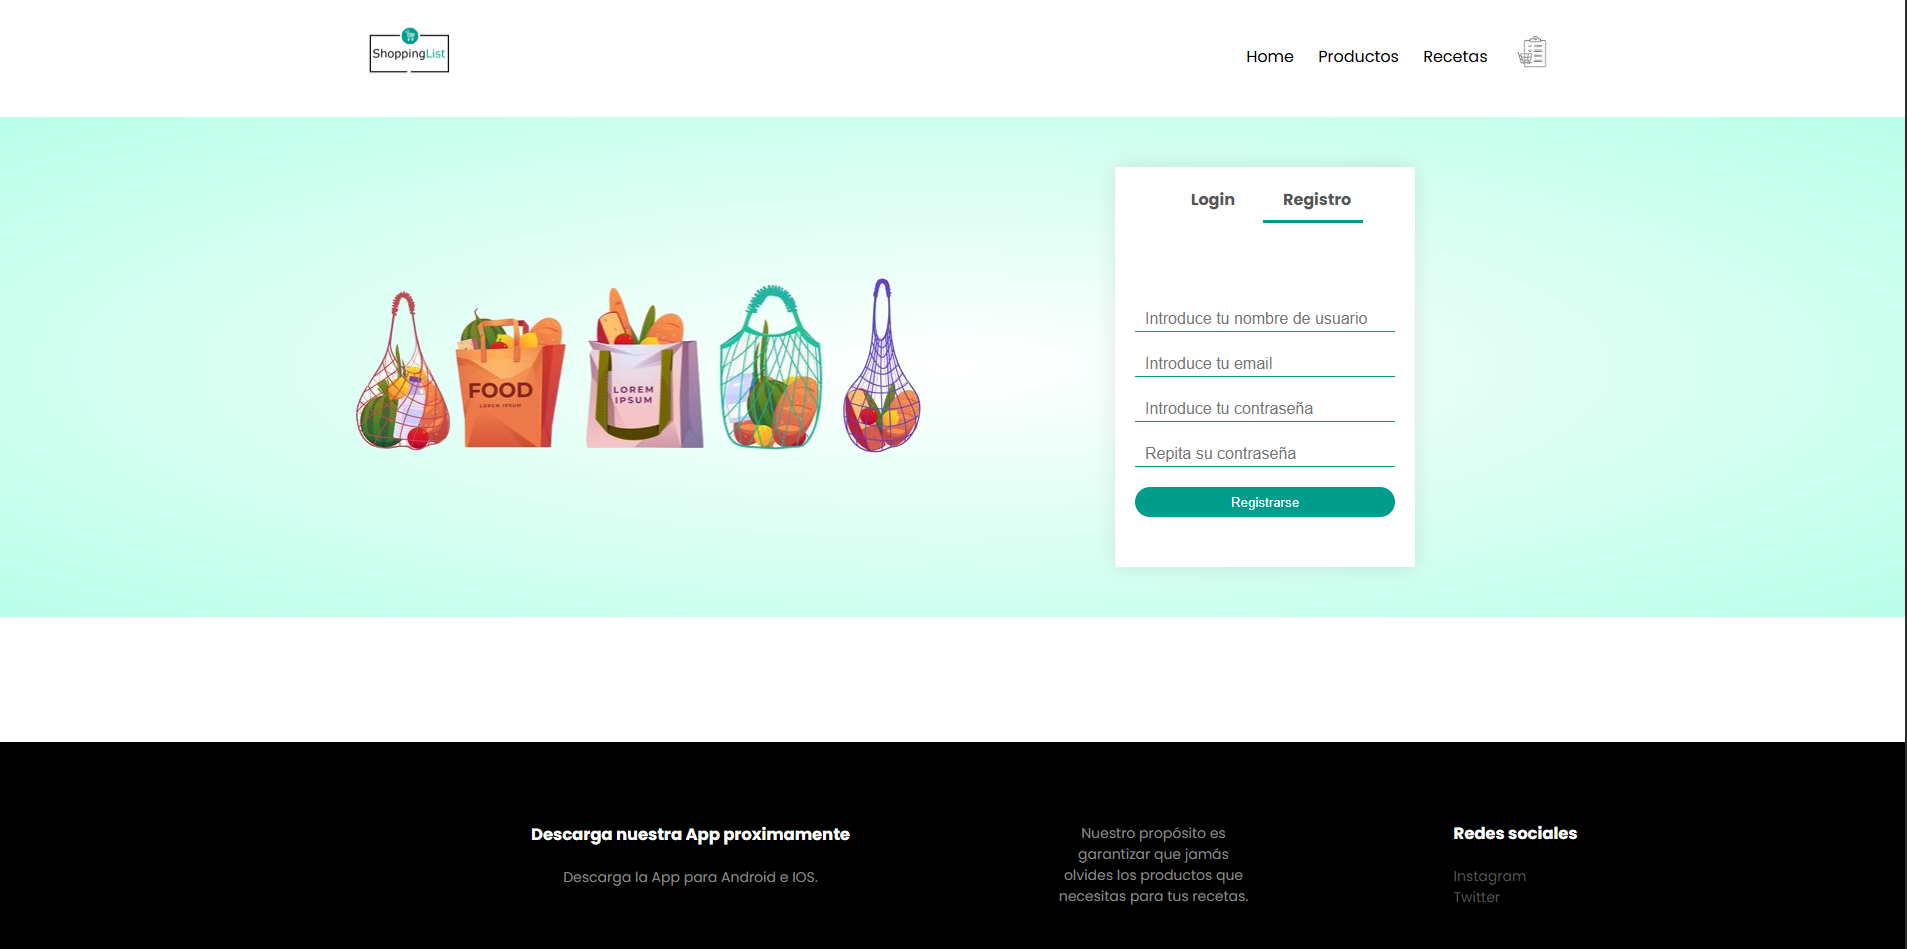 ShoppingList
Home
Productos
Recetas
Login
Registro
Introduce tu nombre de usuario
Introduce tu email
Introduce tu contraseña
Repita su contraseña
Registrarse
FOOD
LOREM IPSUM
LOREM
IPSUM
Descarga nuestra App proximamente
Descarga la App para Android e IOS.
Nuestro propósito es
garantizar que jamás
olvides los productos que
necesitas para tus recetas.
Redes sociales
Instagram
Twitter